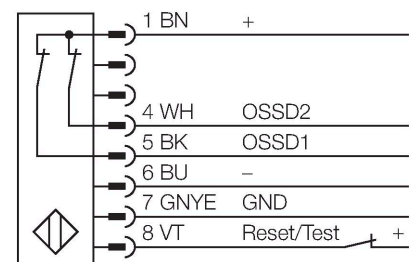 1 BN +
4 WH OSSD2
5 BK OSSD1
6 BU –
7 GNYE GND
8 VT Reset/Test +